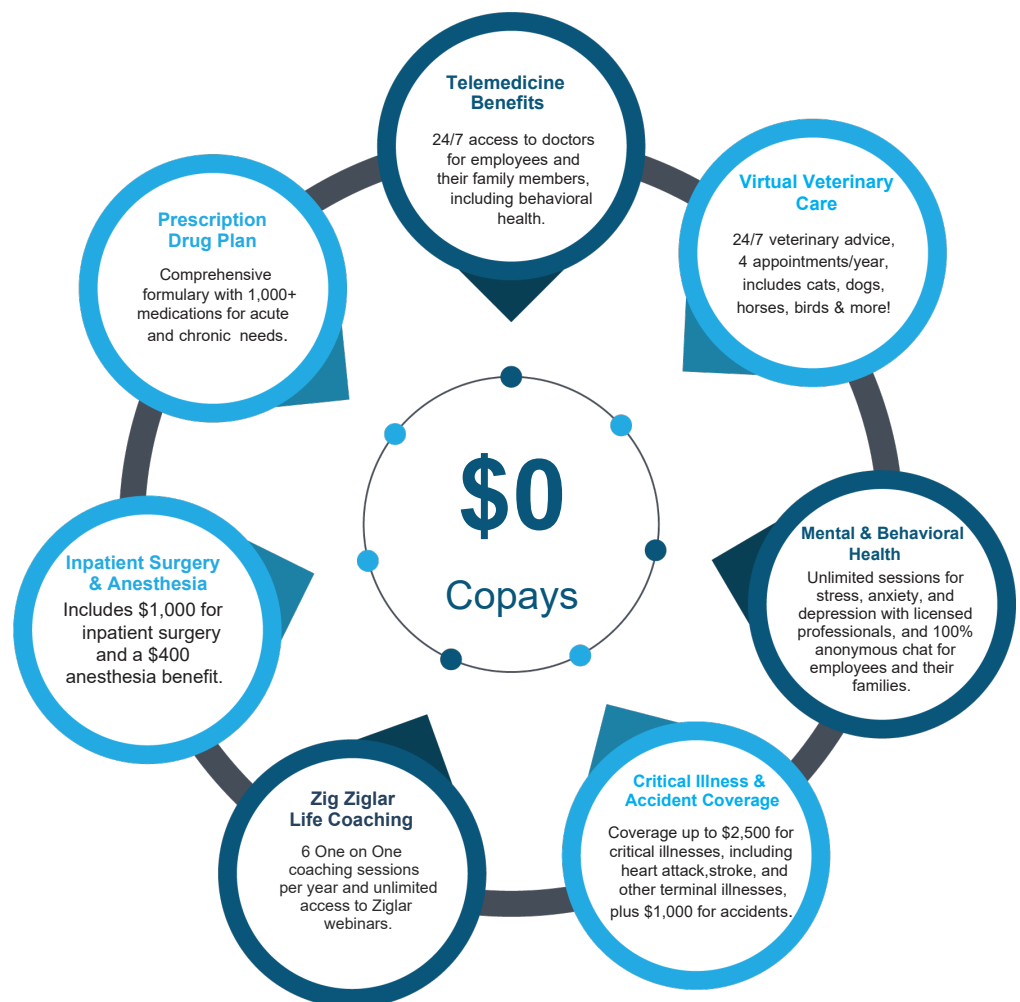 Telemedicine
Benefits
24/7 access to doctors
for employees and
their family members,
including behavioral
health.
Virtual Veterinary
Care
24/7 veterinary advice,
4 appointments/year,
includes cats, dogs,
horses, birds & more!
Mental & Behavioral
Health
Unlimited sessions for
stress, anxiety, and
depression with licensed
professionals, and 100%
anonymous chat for
employees and their
families.
Critical Illness &
Accident Coverage
Coverage up to $2,500 for
critical illnesses, including
heart attack,stroke, and
other terminal illnesses,
plus $1,000 for accidents.
Zig Ziglar
Life Coaching
6 One on One
coaching sessions
per year and unlimited
access to Ziglar
webinars.
Inpatient Surgery
& Anesthesia
Includes $1,000 for
inpatient surgery
and a $400
anesthesia benefit.
Prescription
Drug Plan
Comprehensive
formulary with 1,000+
medications for acute
and chronic needs.
$0
Copays